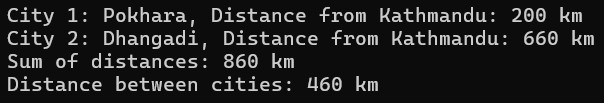 City 1: Pokhara, Distance from Kathmandu: 200 km
City 2: Dhangadi, Distance from Kathmandu: 660 km
Sum of distances: 860 km
Distance between cities: 460 km